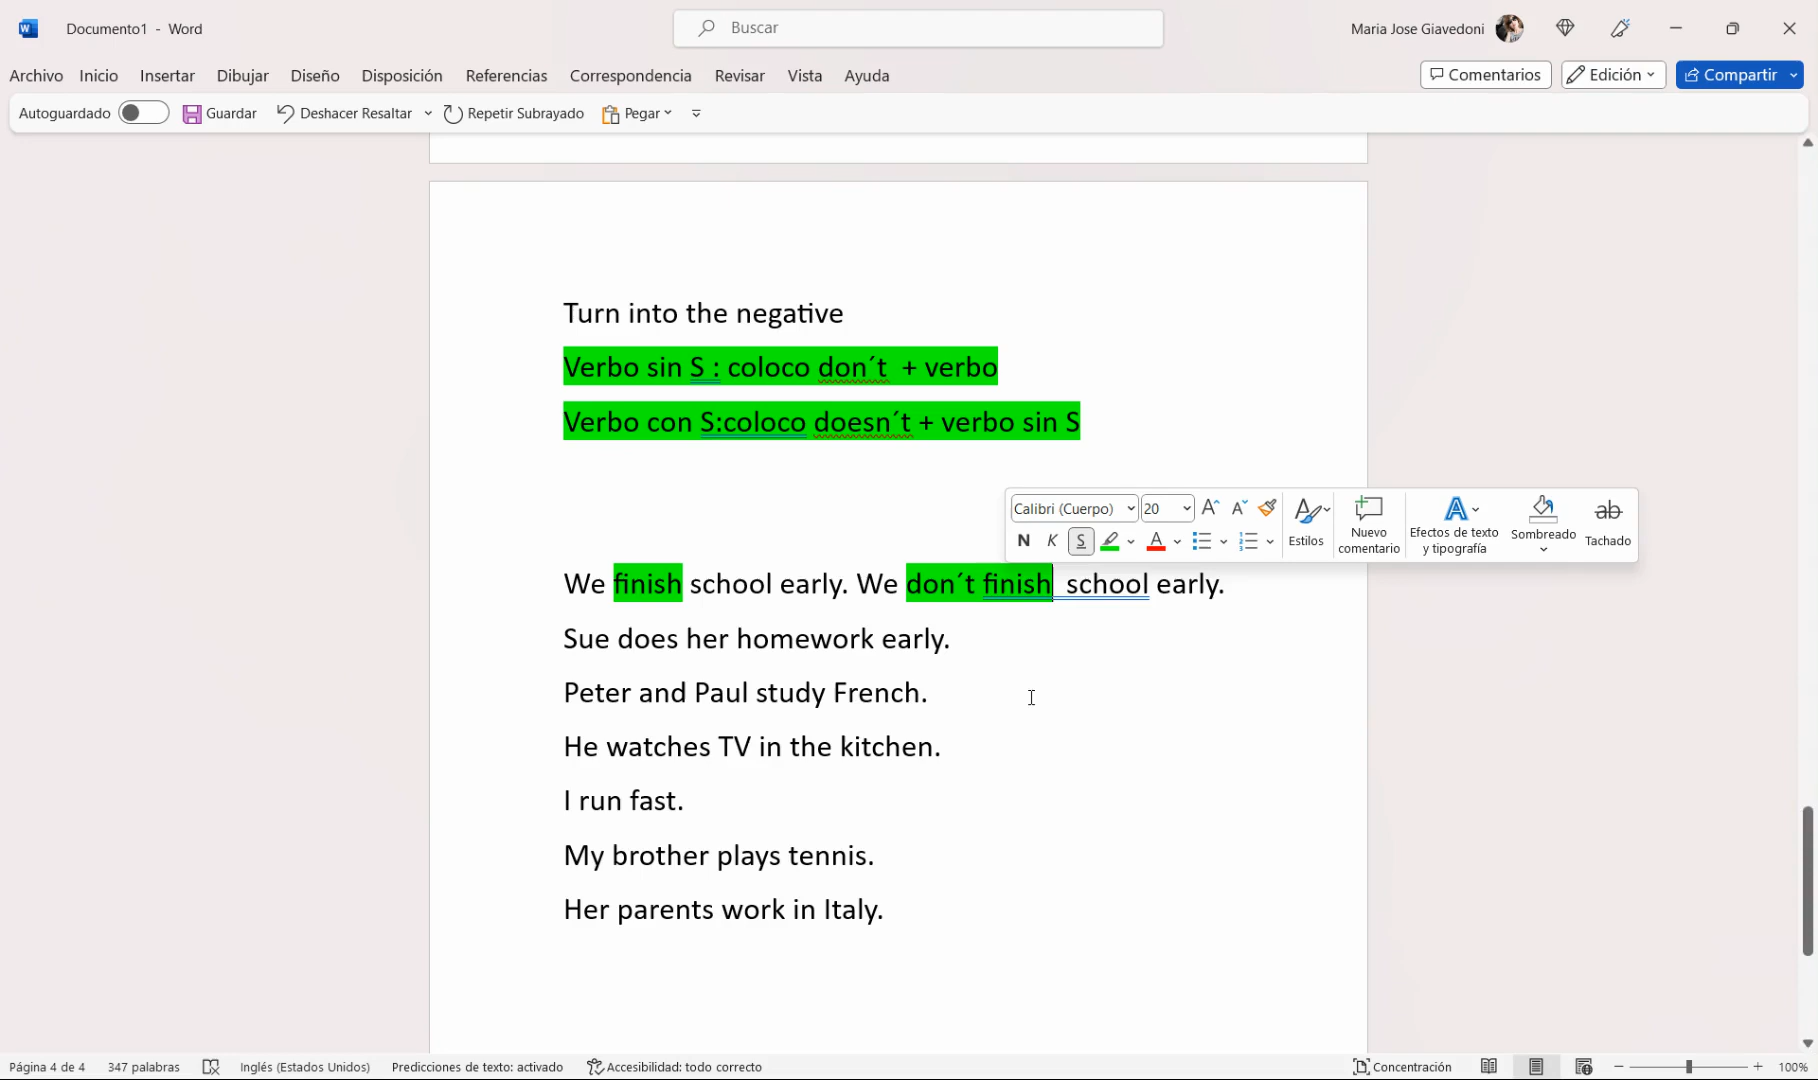 Documento1 - Word
Buscar
Maria Jose Giavedoni
Archivo Inicio Insertar Dibujar Diseño Disposición Referencias Correspondencia Revisar Vista Ayuda
Comentarios Edición Compartir
Autoguardado Guardar Deshacer Resaltar Repetir Subrayado Pegar
Turn into the negative
Verbo sin S : coloco don´t + verbo
Verbo con S:coloco doesn´t + verbo sin S
Calibri (Cuerpo) 20
N K S
Estilos
Nuevo comentario
Efectos de texto y tipografía
Sombreado
Tachado
We finish school early. We don´t finish school early.
Sue does her homework early.
Peter and Paul study French.
He watches TV in the kitchen.
I run fast.
My brother plays tennis.
Her parents work in Italy.
Página 4 de 4 347 palabras Inglés (Estados Unidos) Predicciones de texto: activado Accesibilidad: todo correcto Concentración 100%